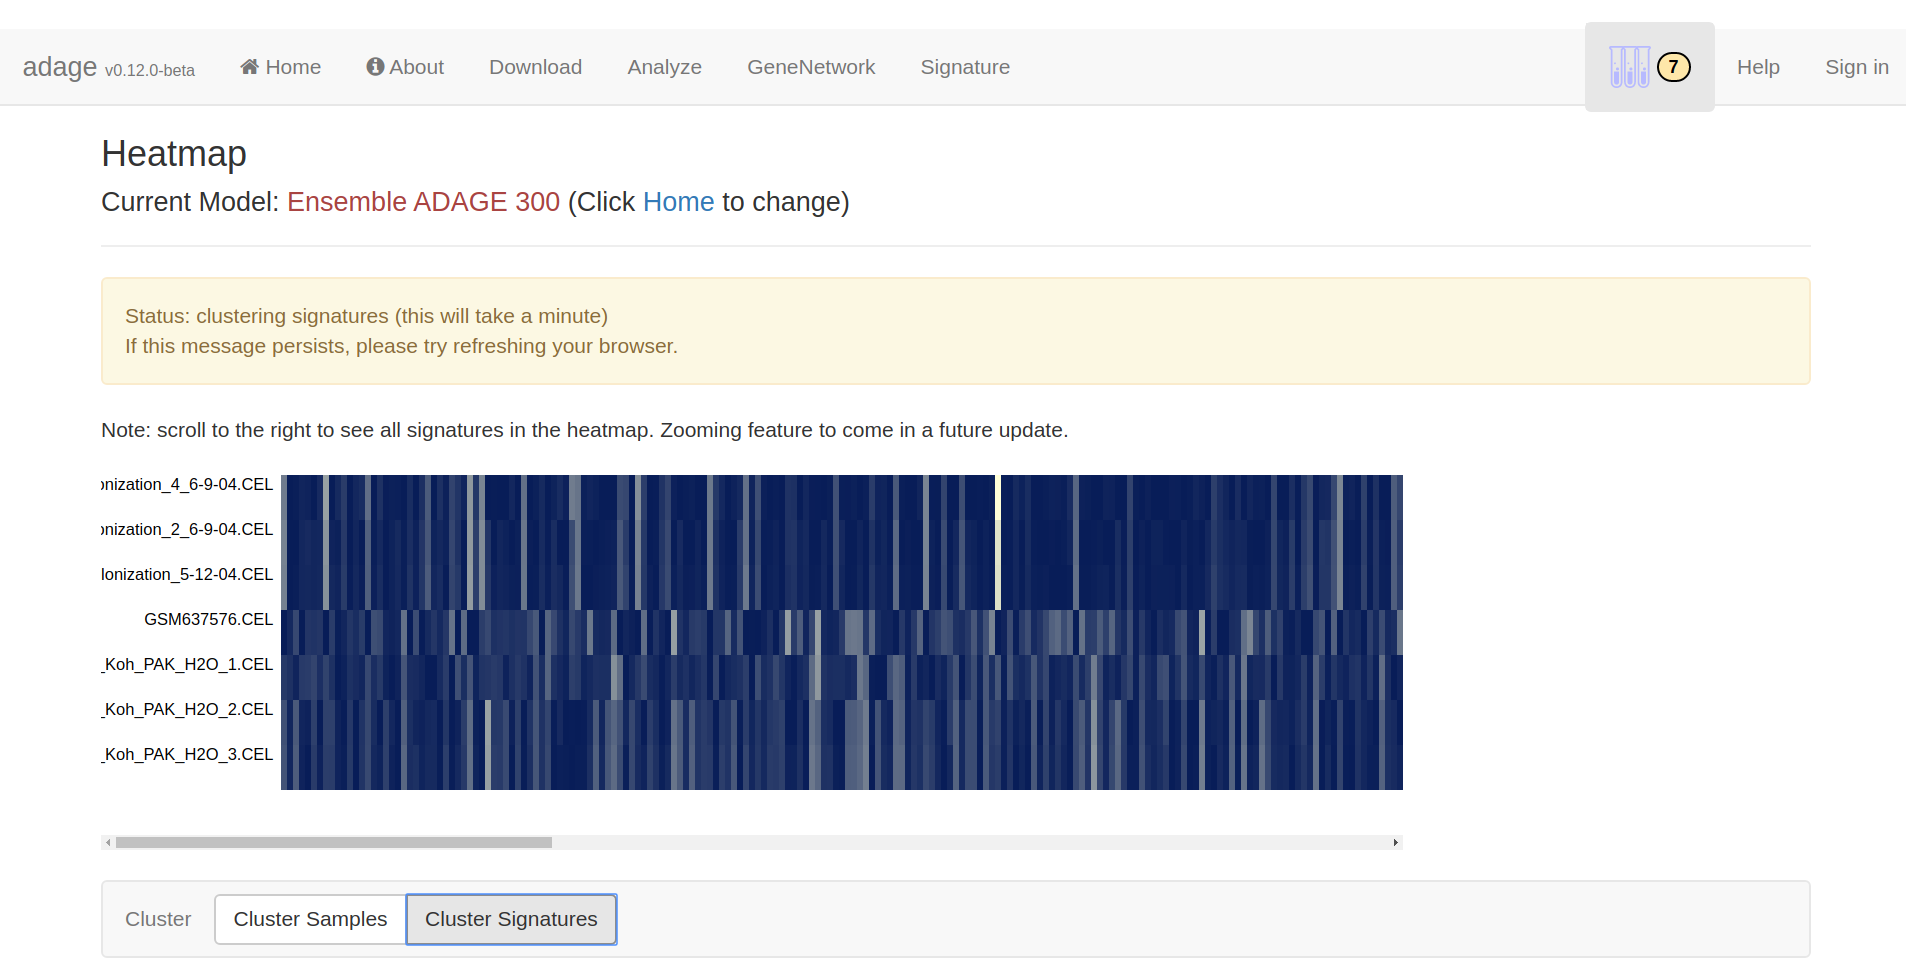 adage v0.12.0-beta Home About Download Analyze GeneNetwork Signature 7 Help Sign in
Heatmap
Current Model: Ensemble ADAGE 300 (Click Home to change)
Status: clustering signatures (this will take a minute)
If this message persists, please try refreshing your browser.
Note: scroll to the right to see all signatures in the heatmap. Zooming feature to come in a future update.
onization_4_6-9-04.CEL
onization_2_6-9-04.CEL
lonization_5-12-04.CEL
GSM637576.CEL
_Koh_PAK_H2O_1.CEL
_Koh_PAK_H2O_2.CEL
_Koh_PAK_H2O_3.CEL
Cluster Cluster Samples Cluster Signatures